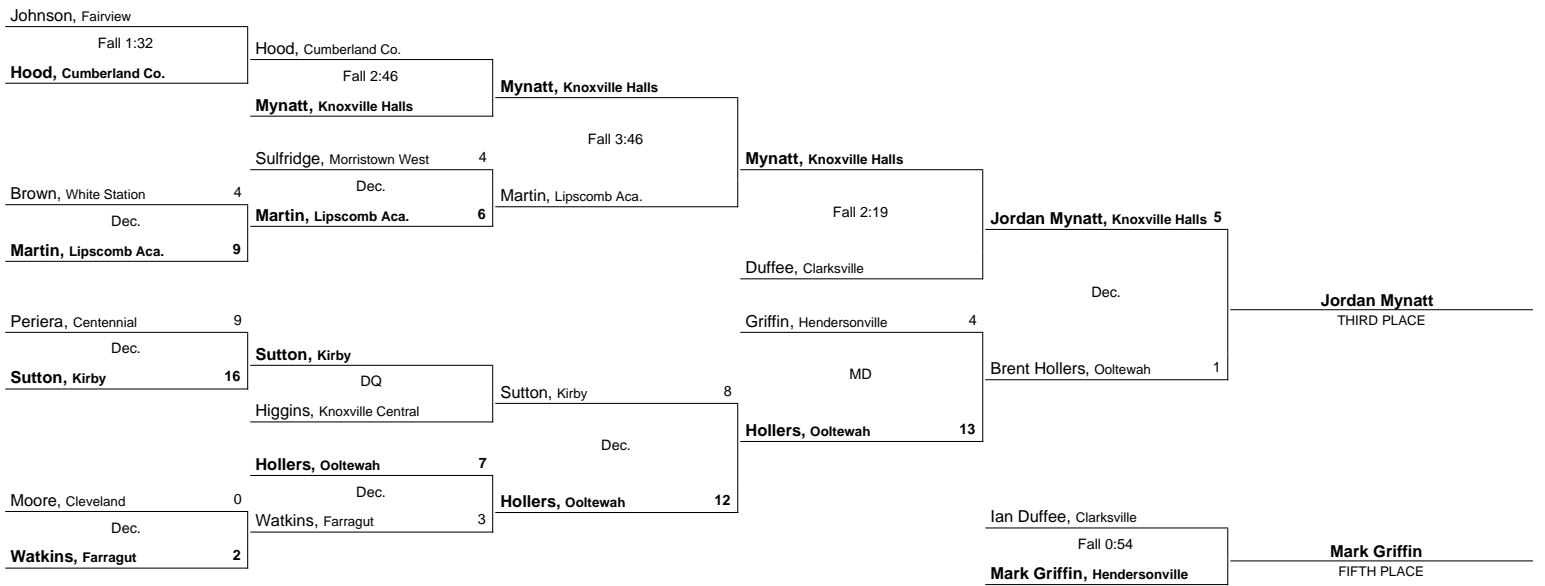 Johnson, Fairview
Fall 1:32
Hood, Cumberland Co.
Hood, Cumberland Co.
Fall 2:46
Mynatt, Knoxville Halls
Mynatt, Knoxville Halls
Fall 3:46
Sulfridge, Morristown West 4
Dec.
Martin, Lipscomb Aca. 6
Martin, Lipscomb Aca.
Brown, White Station 4
Dec.
Martin, Lipscomb Aca. 9
Mynatt, Knoxville Halls
Fall 2:19
Duffee, Clarksville
Jordan Mynatt, Knoxville Halls 5
Dec.
Brent Hollers, Ooltewah 1
Jordan Mynatt
THIRD PLACE
Periera, Centennial 9
Dec.
Sutton, Kirby 16
Sutton, Kirby
DQ
Higgins, Knoxville Central
Sutton, Kirby 8
Dec.
Hollers, Ooltewah 12
Griffin, Hendersonville 4
MD
Hollers, Ooltewah 13
Hollers, Ooltewah 7
Dec.
Watkins, Farragut 3
Moore, Cleveland 0
Dec.
Watkins, Farragut 2
Ian Duffee, Clarksville
Fall 0:54
Mark Griffin, Hendersonville
Mark Griffin
FIFTH PLACE